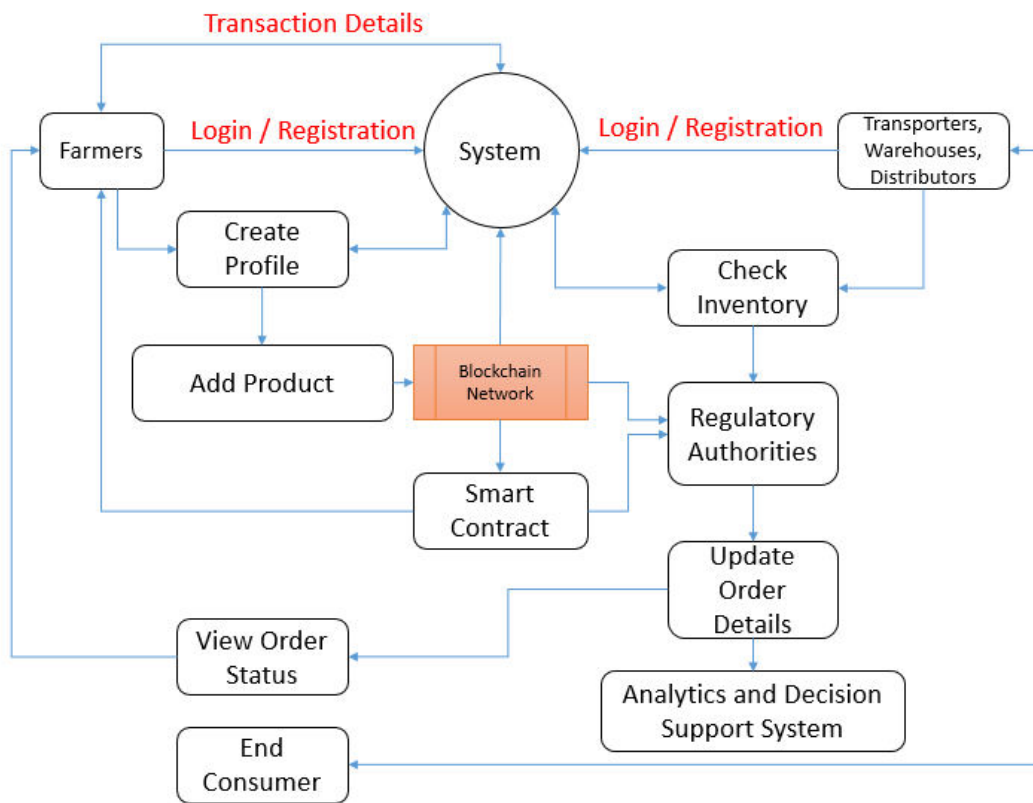 Transaction Details
Login / Registration
Login / Registration
Farmers
System
Transporters,
Warehouses,
Distributors
Create
Profile
Check
Inventory
Add Product
Blockchain
Network
Regulatory
Authorities
Smart
Contract
Update
Order
Details
View Order
Status
Analytics and Decision
Support System
End
Consumer